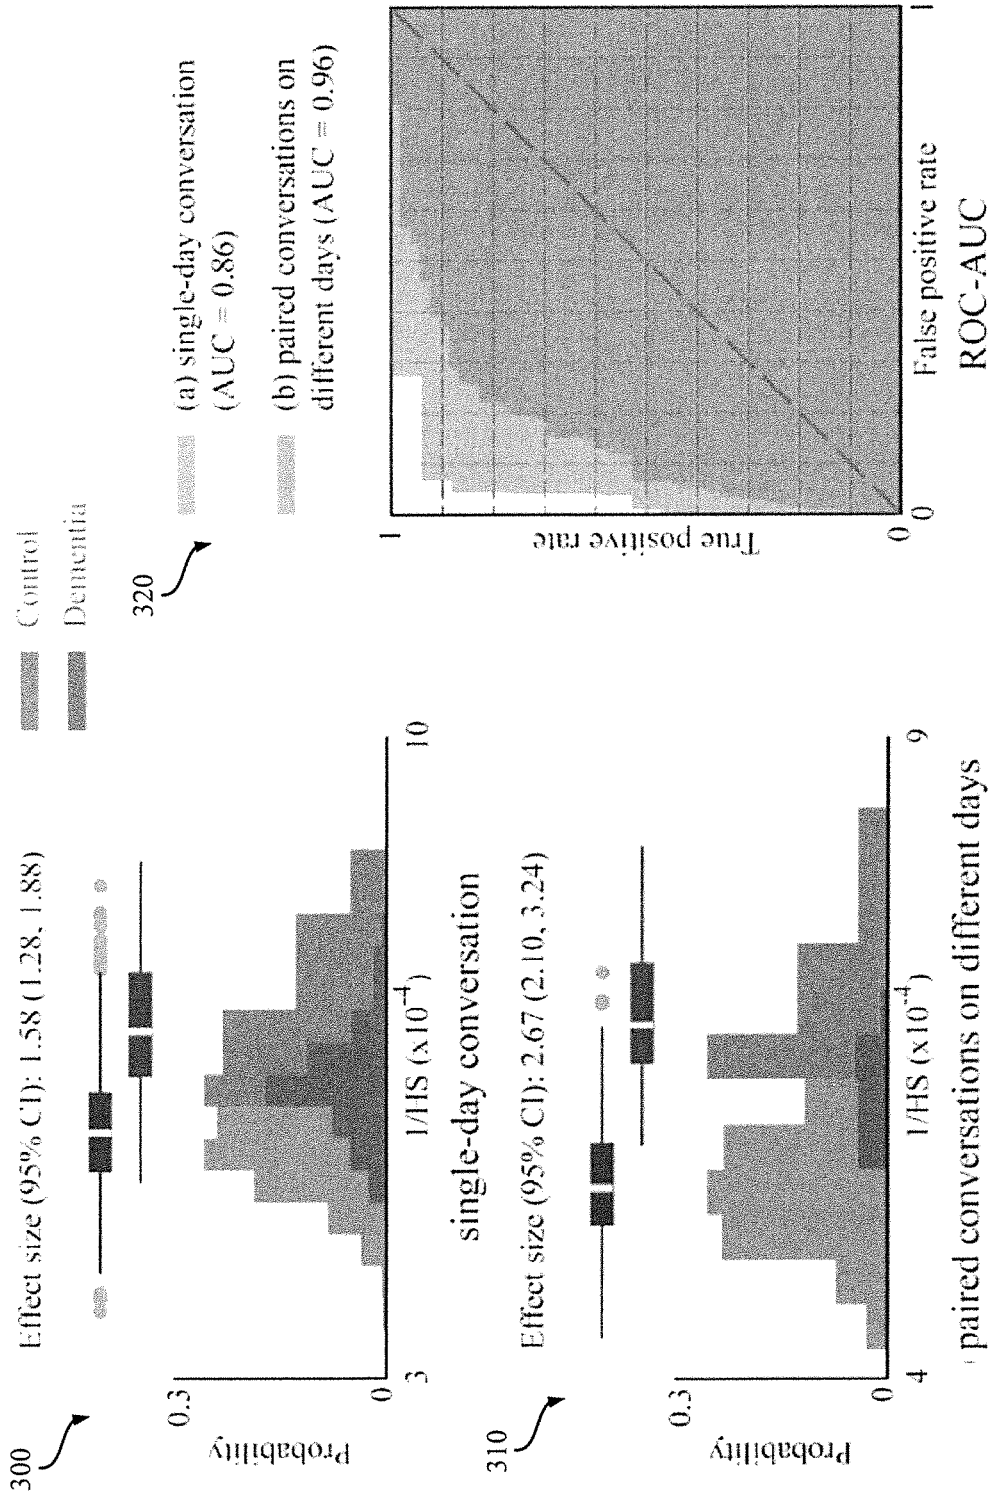 Control
Dementia
300
Effect size (95% CI): 1.58 (1.28, 1.88)
Probability
0.3
0
3
10
1/HS (x10⁻⁴)
single-day conversation
310
Effect size (95% CI): 2.67 (2.10, 3.24)
Probability
0.3
0
4
9
1/HS (x10⁻⁴)
paired conversations on different days
320
(a) single-day conversation
(AUC = 0.86)
(b) paired conversations on
different days (AUC = 0.96)
True positive rate
1
0
0
1
False positive rate
ROC-AUC